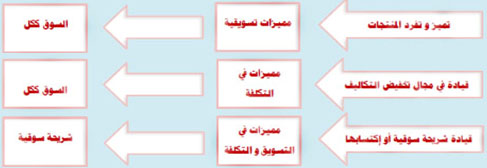 تميز و تفرد المنتجات
مميزات تسويقية
السوق ككل
قيادة في مجال تخفيض التكاليف
مميزات في
التكلفة
السوق ككل
قيادة شريحة سوقية أو إكتسابها
مميزات في
التسويق و التكلفة
شريحة سوقية